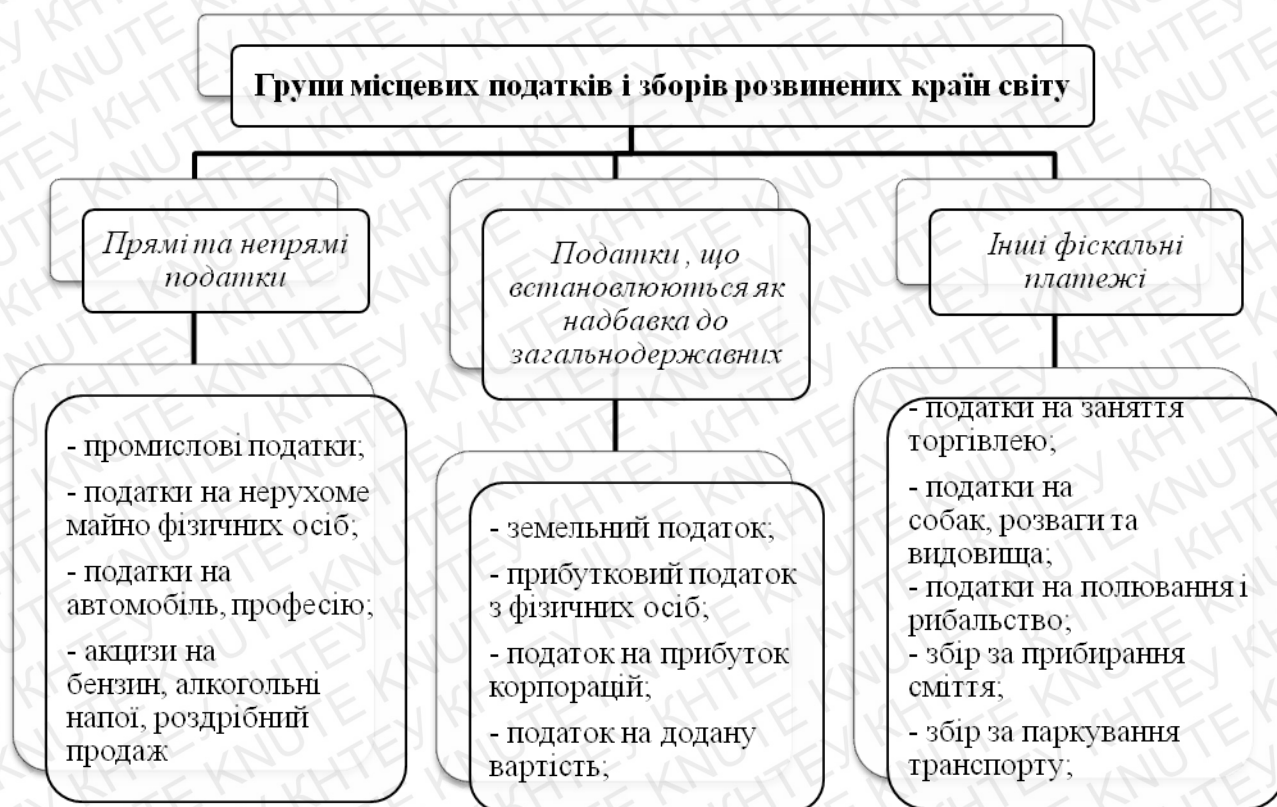 Групи місцевих податків і зборів розвинених країн світу
Прямі та непрямі
податки
Податки , що
встановлюються як
надбавка до
загальнодержавних
Інші фіскальні
платежі
- промислові податки;
- податки на нерухоме
майно фізичних осіб;
- податки на
автомобіль, професію;
- акцизи на
бензин, алкогольні
напої, роздрібний
продаж
- земельний податок;
- прибутковий податок
з фізичних осіб;
- податок на прибуток
корпорацій;
- податок на додану
вартість;
- податки на заняття
торгівлею;
- податки на
собак, розваги та
видовища;
- податки на полювання і
рибальство;
- збір за прибирання
сміття;
- збір за паркування
транспорту;